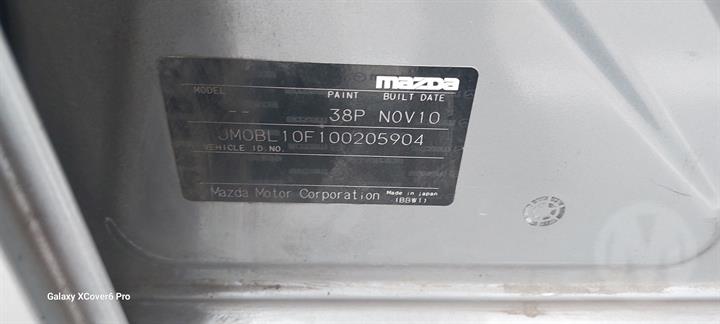 mazda
MODEL PAINT BUILT DATE
-- 38P NOV10
JM0BL10F100205904
VEHICLE ID.NO.
Mazda Motor Corporation Made in japan
(BBW1)
Galaxy XCover6 Pro